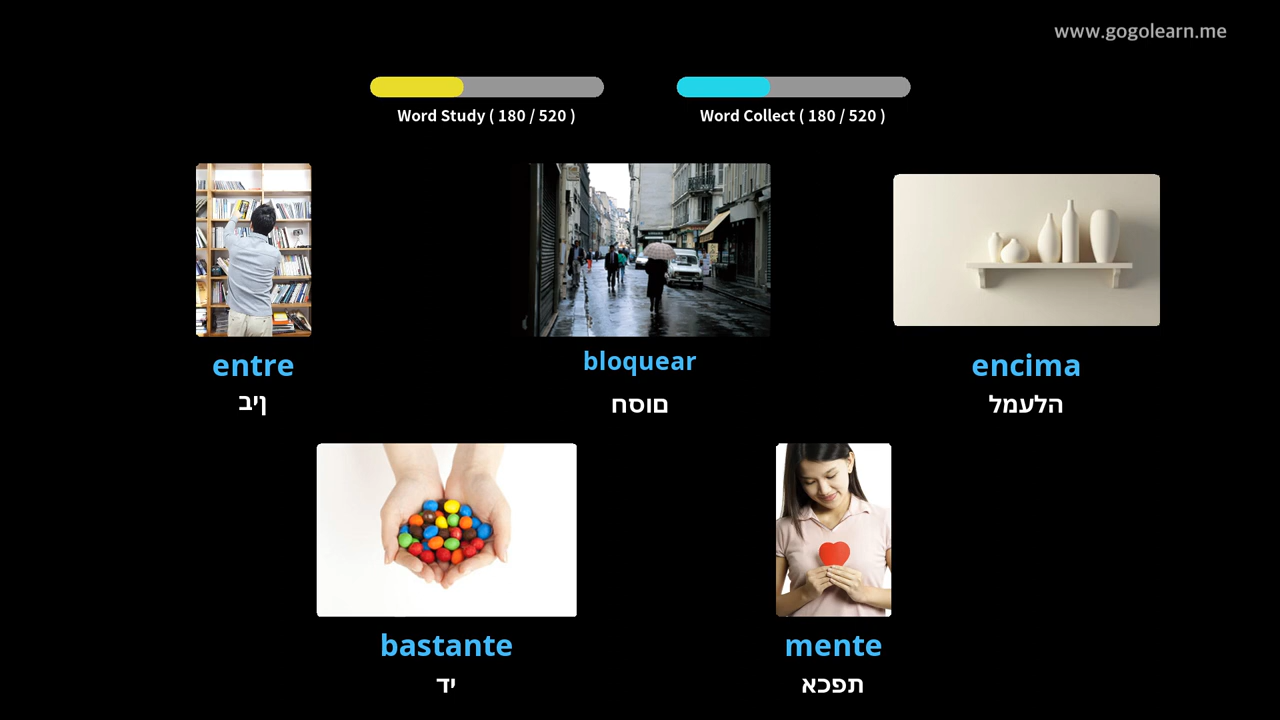 www.gogolearn.me
Word Study ( 180 / 520 )
Word Collect ( 180 / 520 )
entre
ןיב
bloquear
םוסח
encima
הלעמל
bastante
יד
mente
תפכא